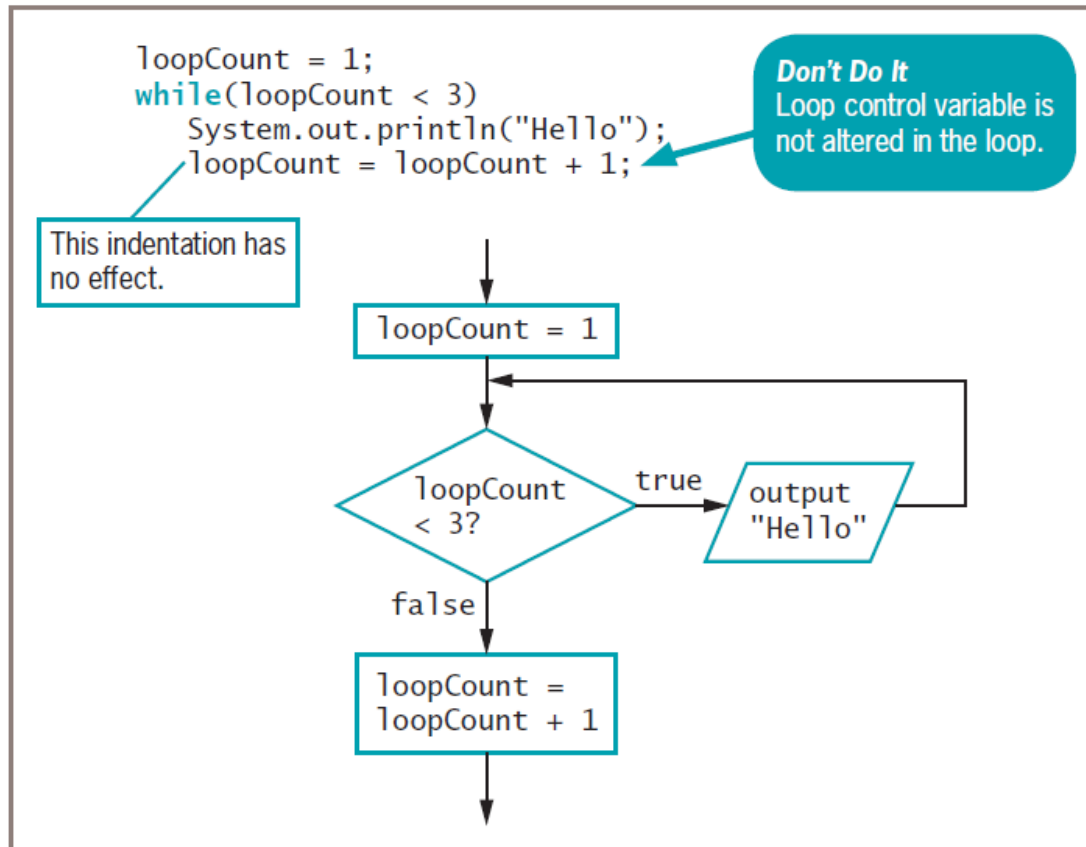 loopCount = 1;
while(loopCount < 3)
System.out.println("Hello");
loopCount = loopCount + 1;
Don't Do It
Loop control variable is
not altered in the loop.
This indentation has
no effect.
loopCount = 1
loopCount
< 3?
true
output
"Hello"
false
loopCount =
loopCount + 1